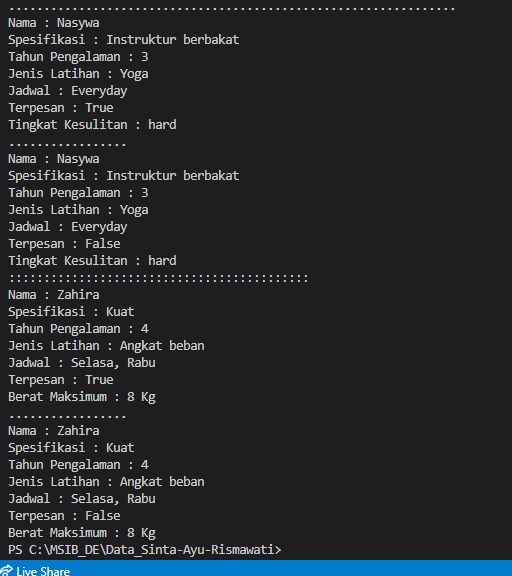 ................................................................
Nama : Nasywa
Spesifikasi : Instruktur berbakat
Tahun Pengalaman : 3
Jenis Latihan : Yoga
Jadwal : Everyday
Terpesan : True
Tingkat Kesulitan : hard
.................
Nama : Nasywa
Spesifikasi : Instruktur berbakat
Tahun Pengalaman : 3
Jenis Latihan : Yoga
Jadwal : Everyday
Terpesan : False
Tingkat Kesulitan : hard
:::::::::::::::::::::::::::::::::::::::::::
Nama : Zahira
Spesifikasi : Kuat
Tahun Pengalaman : 4
Jenis Latihan : Angkat beban
Jadwal : Selasa, Rabu
Terpesan : True
Berat Maksimum : 8 Kg
.................
Nama : Zahira
Spesifikasi : Kuat
Tahun Pengalaman : 4
Jenis Latihan : Angkat beban
Jadwal : Selasa, Rabu
Terpesan : False
Berat Maksimum : 8 Kg
PS C:\MSIB_DE\Data_Sinta-Ayu-Rismawati>
Live Share